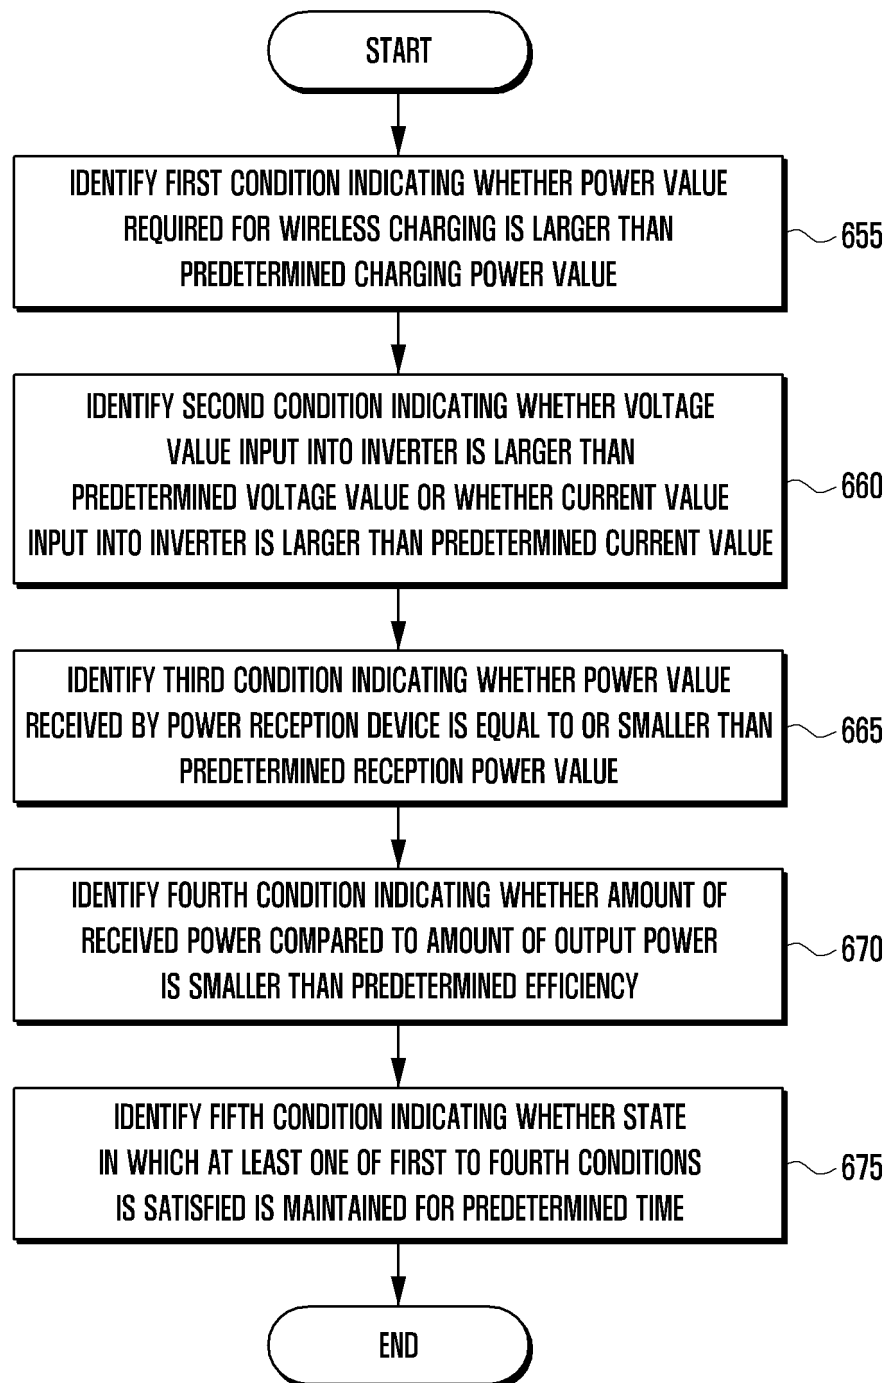 START
IDENTIFY FIRST CONDITION INDICATING WHETHER POWER VALUE
REQUIRED FOR WIRELESS CHARGING IS LARGER THAN
PREDETERMINED CHARGING POWER VALUE
655
IDENTIFY SECOND CONDITION INDICATING WHETHER VOLTAGE
VALUE INPUT INTO INVERTER IS LARGER THAN
PREDETERMINED VOLTAGE VALUE OR WHETHER CURRENT VALUE
INPUT INTO INVERTER IS LARGER THAN PREDETERMINED CURRENT VALUE
660
IDENTIFY THIRD CONDITION INDICATING WHETHER POWER VALUE
RECEIVED BY POWER RECEPTION DEVICE IS EQUAL TO OR SMALLER THAN
PREDETERMINED RECEPTION POWER VALUE
665
IDENTIFY FOURTH CONDITION INDICATING WHETHER AMOUNT OF
RECEIVED POWER COMPARED TO AMOUNT OF OUTPUT POWER
IS SMALLER THAN PREDETERMINED EFFICIENCY
670
IDENTIFY FIFTH CONDITION INDICATING WHETHER STATE
IN WHICH AT LEAST ONE OF FIRST TO FOURTH CONDITIONS
IS SATISFIED IS MAINTAINED FOR PREDETERMINED TIME
675
END